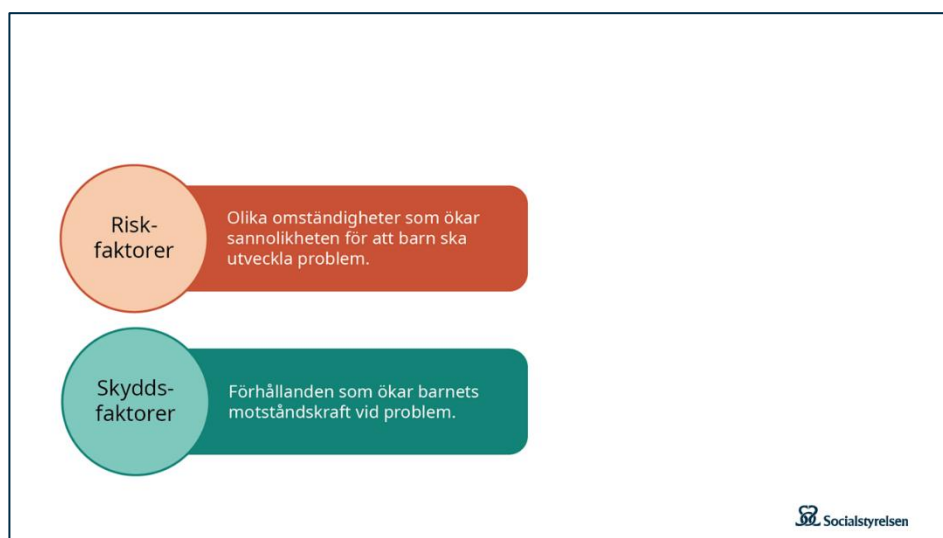 Risk-
faktorer
Olika omständigheter som ökar
sannolikheten för att barn ska
utveckla problem.
Skydds-
faktorer
Förhållanden som ökar barnets
motståndskraft vid problem.
Socialstyrelsen